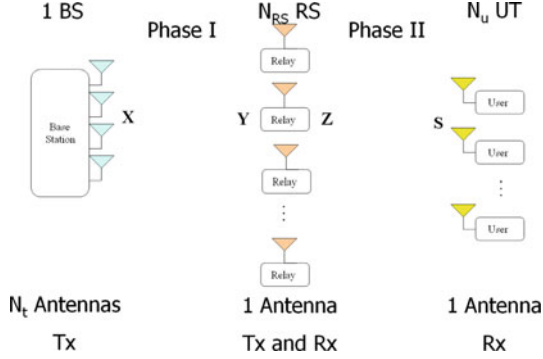 1 BS
N_RS RS
N_u UT
Phase I
Phase II
Base
Station
X
Relay
Y
Relay
Z
Relay
⋮
Relay
S
User
User
⋮
User
N_t Antennas
1 Antenna
1 Antenna
Tx
Tx and Rx
Rx